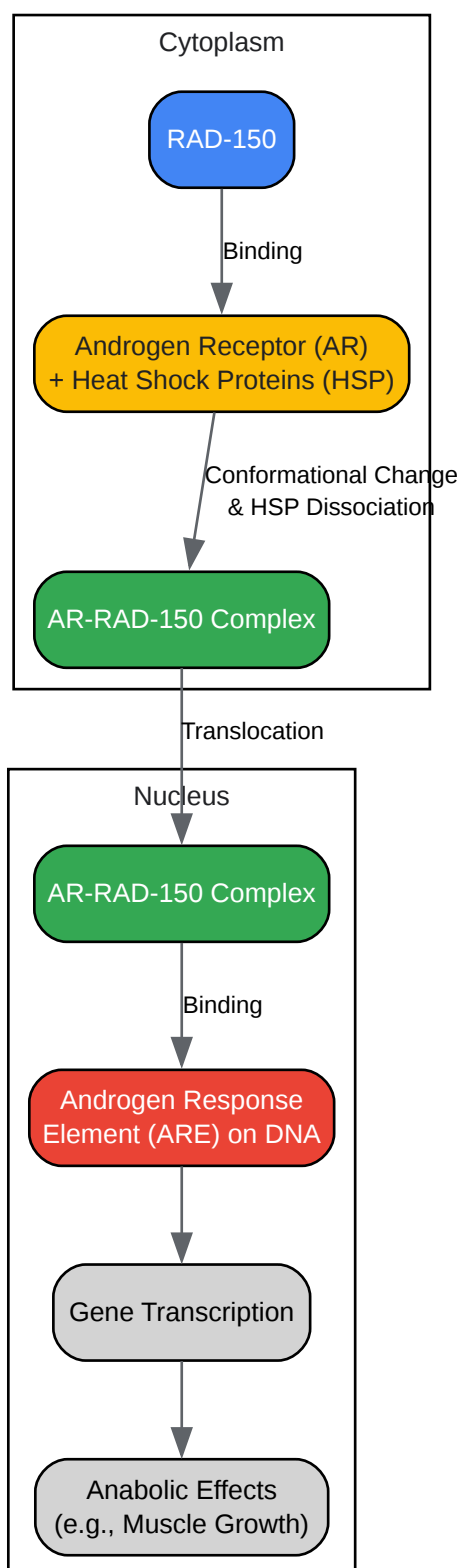 Cytoplasm
RAD-150
Binding
Androgen Receptor (AR)
+ Heat Shock Proteins (HSP)
Conformational Change
& HSP Dissociation
AR-RAD-150 Complex
Translocation
Nucleus
AR-RAD-150 Complex
Binding
Androgen Response
Element (ARE) on DNA
Gene Transcription
Anabolic Effects
(e.g., Muscle Growth)